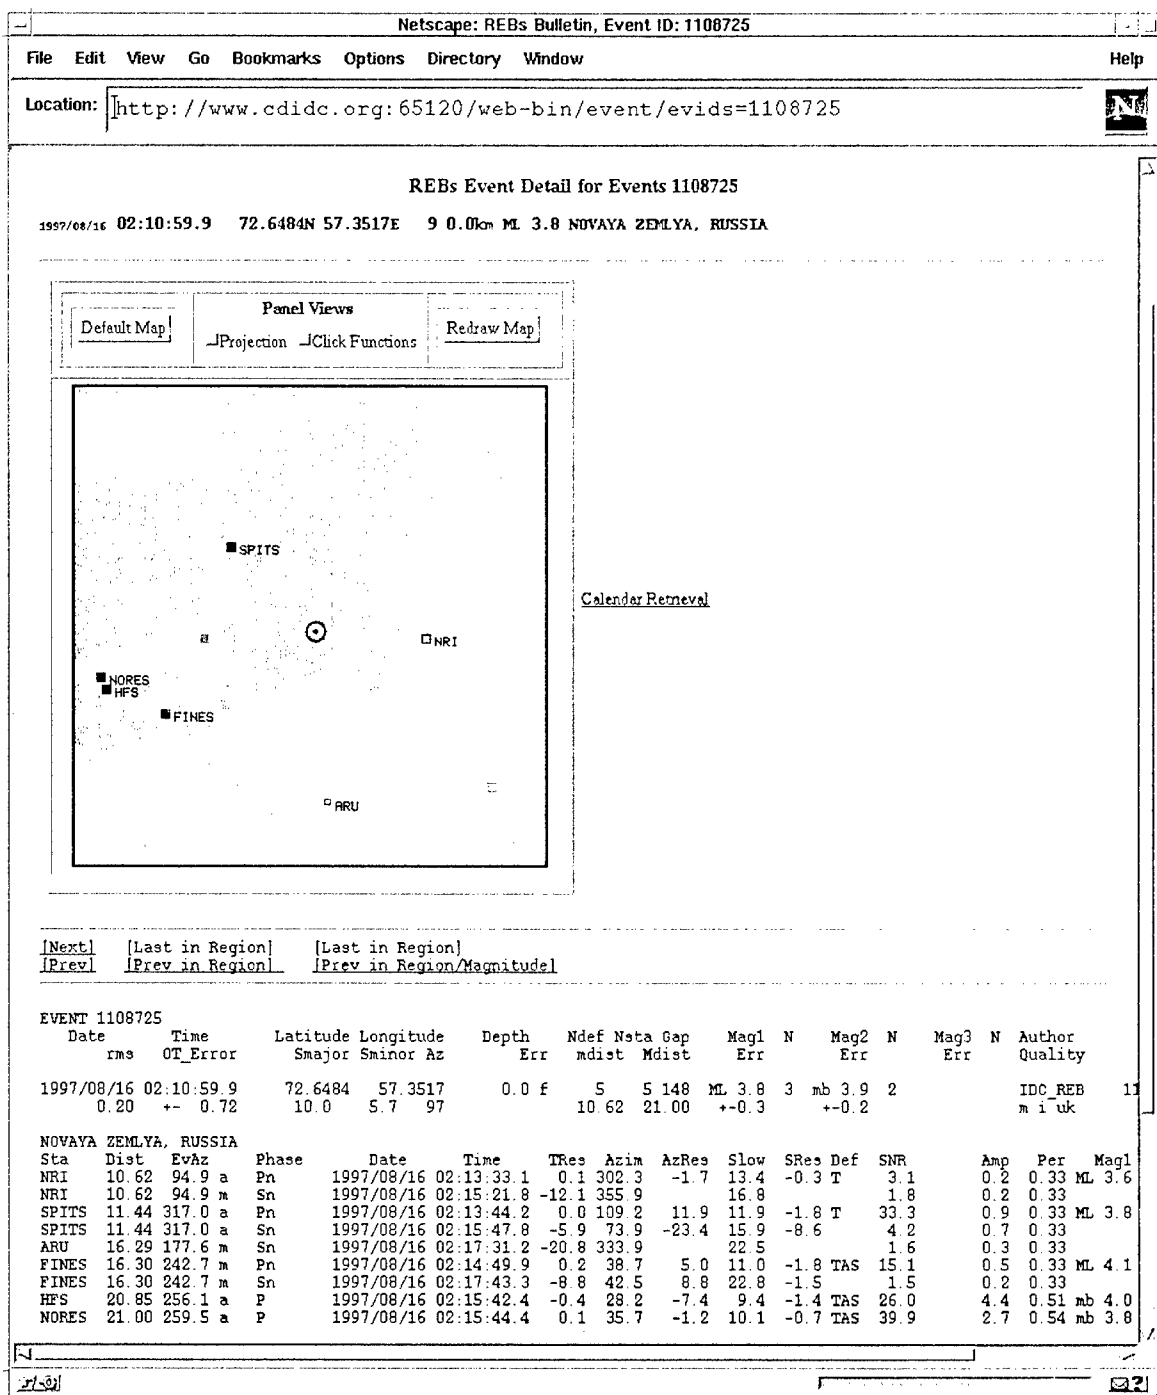 Netscape: REBs Bulletin, Event ID: 1108725
File Edit View Go Bookmarks Options Directory Window Help
Location: http://www.cdidc.org:65120/web-bin/event/evids=1108725
N
REBs Event Detail for Events 1108725
1997/08/16 02:10:59.9 72.6484N 57.3517E 9 0.0km ML 3.8 NOVAYA ZEMLYA, RUSSIA
Panel Views
Default Map Projection Click Functions Redraw Map
SPITS
NRI
NORES
HFS
FINES
ARU
Calendar Retrieval
[Next] [Last in Region] [Last in Region]
[Prev] [Prev in Region] [Prev in Region/Magnitude]
EVENT 1108725
Date Time Latitude Longitude Depth Ndef Nsta Gap Mag1 N Mag2 N Mag3 N Author
rms OT_Error Smajor Sminor Az Err mdist Mdist Err Err Err Quality
1997/08/16 02:10:59.9 72.6484 57.3517 0.0 f 5 5 148 ML 3.8 3 mb 3.9 2 IDC_REB 11
0.20 +- 0.72 10.0 5.7 97 10.62 21.00 +-0.3 +-0.2 m i uk
NOVAYA ZEMLYA, RUSSIA
Sta Dist EvAz Phase Date Time TRes Azim AzRes Slow SRes Def SNR Amp Per Mag1
NRI 10.62 94.9 a Pn 1997/08/16 02:13:33.1 0.1 302.3 -1.7 13.4 -0.3 T 3.1 0.2 0.33 ML 3.6
NRI 10.62 94.9 m Sn 1997/08/16 02:15:21.8 -12.1 355.9 16.8 1.8 0.2 0.33
SPITS 11.44 317.0 a Pn 1997/08/16 02:13:44.2 0.0 109.2 11.9 11.9 -1.8 T 33.3 0.9 0.33 ML 3.8
SPITS 11.44 317.0 a Sn 1997/08/16 02:15:47.8 -5.9 73.9 -23.4 15.9 -8.6 4.2 0.7 0.33
ARU 16.29 177.6 m Sn 1997/08/16 02:17:31.2 -20.8 333.9 22.5 1.6 0.3 0.33
FINES 16.30 242.7 m Pn 1997/08/16 02:14:49.9 0.2 38.7 5.0 11.0 -1.8 TAS 15.1 0.5 0.33 ML 4.1
FINES 16.30 242.7 m Sn 1997/08/16 02:17:43.3 -8.8 42.5 8.8 22.8 -1.5 1.5 0.2 0.33
HFS 20.85 256.1 a P 1997/08/16 02:15:42.4 -0.4 28.2 -7.4 9.4 -1.4 TAS 26.0 4.4 0.51 mb 4.0
NORES 21.00 259.5 a P 1997/08/16 02:15:44.4 0.1 35.7 -1.2 10.1 -0.7 TAS 39.9 2.7 0.54 mb 3.8